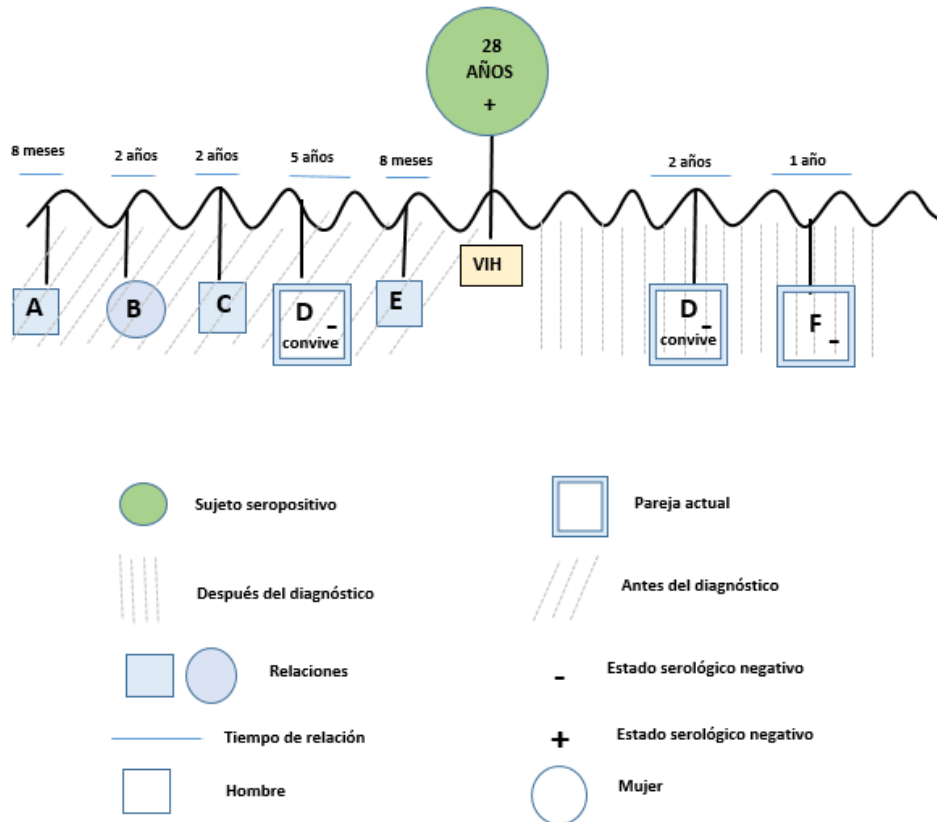 28
AÑOS
+
8 meses
2 años
2 años
5 años
8 meses
2 años
1 año
A
B
C
D -
convive
E
VIH
D -
convive
F -
Sujeto seropositivo
Pareja actual
Después del diagnóstico
Antes del diagnóstico
Relaciones
- Estado serológico negativo
Tiempo de relación
+ Estado serológico negativo
Hombre
Mujer